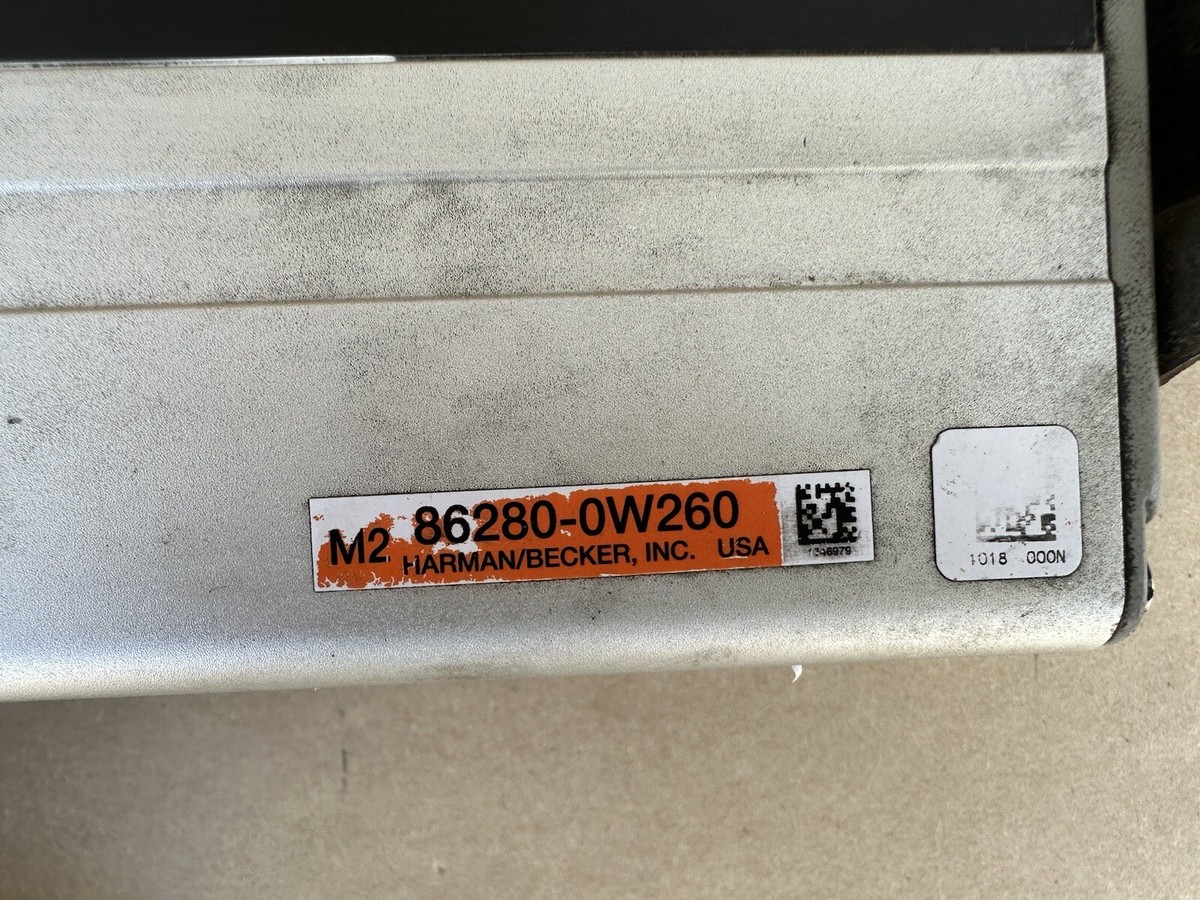 M2 86280-0W260
HARMAN/BECKER, INC. USA
1018 000N